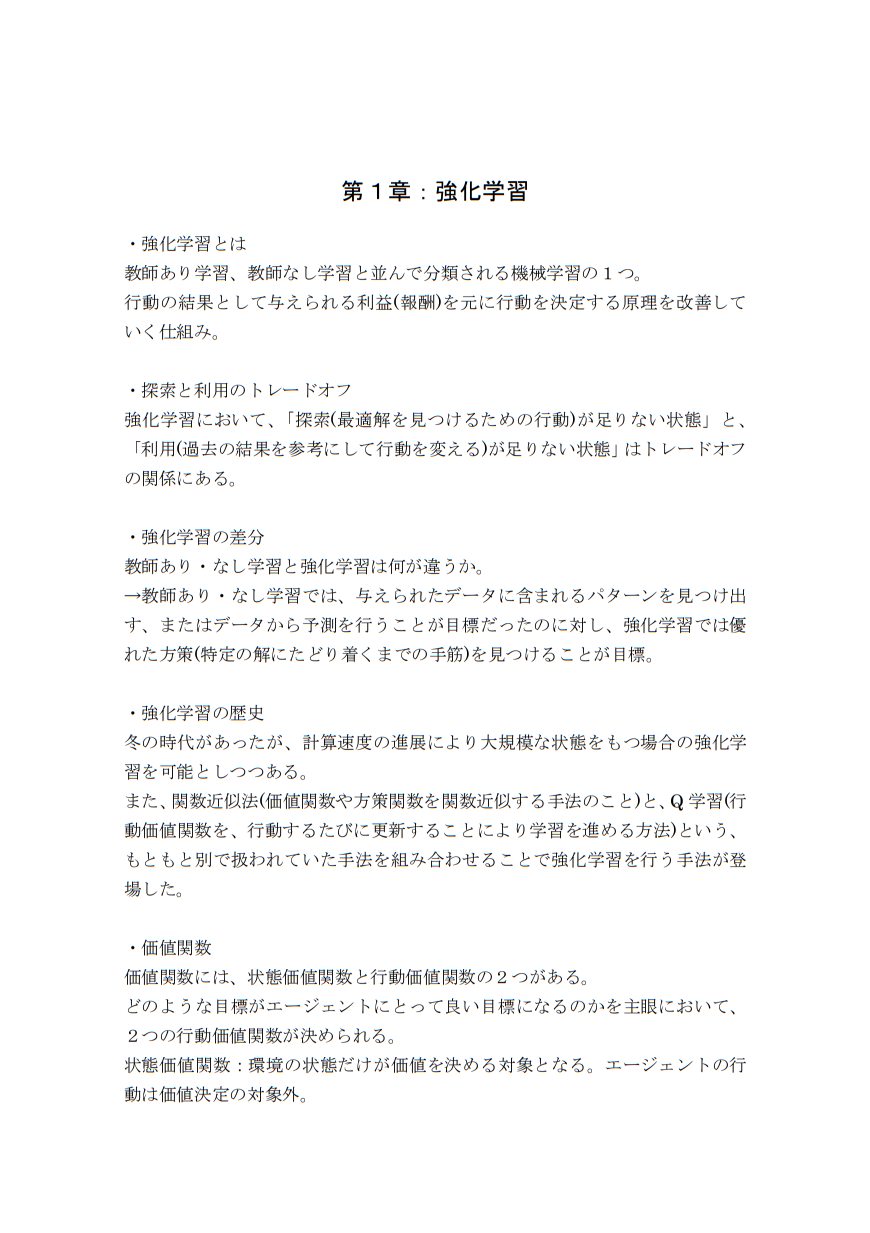 第１章：強化学習
・強化学習とは
教師あり学習、教師なし学習と並んで分類される機械学習の１つ。
行動の結果として与えられる利益(報酬)を元に行動を決定する原理を改善して
いく仕組み。
・探索と利用のトレードオフ
強化学習において、「探索(最適解を見つけるための行動)が足りない状態」と、
「利用(過去の結果を参考にして行動を変える)が足りない状態」はトレードオフ
の関係にある。
・強化学習の差分
教師あり・なし学習と強化学習は何が違うか。
→教師あり・なし学習では、与えられたデータに含まれるパターンを見つけ出
す、またはデータから予測を行うことが目標だったのに対し、強化学習では優
れた方策(特定の解にたどり着くまでの手筋)を見つけることが目標。
・強化学習の歴史
冬の時代があったが、計算速度の進展により大規模な状態をもつ場合の強化学
習を可能としつつある。
また、関数近似法(価値関数や方策関数を関数近似する手法のこと)と、Q 学習(行
動価値関数を、行動するたびに更新することにより学習を進める方法)という、
もともと別で扱われていた手法を組み合わせることで強化学習を行う手法が登
場した。
・価値関数
価値関数には、状態価値関数と行動価値関数の２つがある。
どのような目標がエージェントにとって良い目標になるのかを主眼において、
２つの行動価値関数が決められる。
状態価値関数：環境の状態だけが価値を決める対象となる。エージェントの行
動は価値決定の対象外。